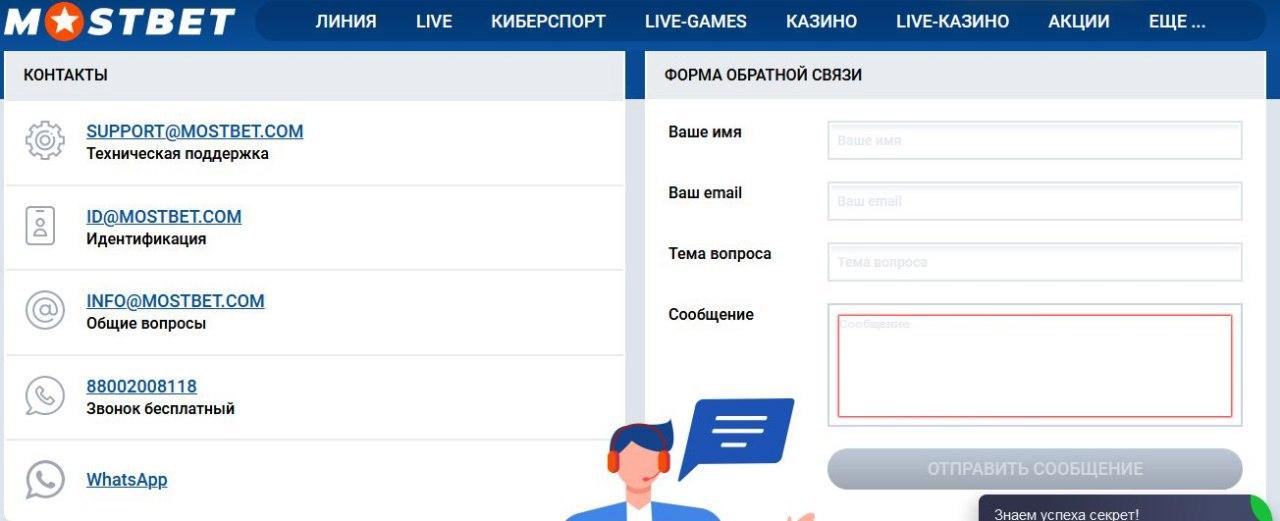 MOSTBET
ЛИНИЯ LIVE КИБЕРСПОРТ LIVE-GAMES КАЗИНО LIVE-КАЗИНО АКЦИИ ЕЩЕ ...
КОНТАКТЫ
SUPPORT@MOSTBET.COM
Техническая поддержка
ID@MOSTBET.COM
Идентификация
INFO@MOSTBET.COM
Общие вопросы
88002008118
Звонок бесплатный
WhatsApp
ФОРМА ОБРАТНОЙ СВЯЗИ
Ваше имя
Ваше имя
Ваш email
Ваш email
Тема вопроса
Тема вопроса
Сообщение
Сообщение
ОТПРАВИТЬ СООБЩЕНИЕ
Знаем успеха секрет!